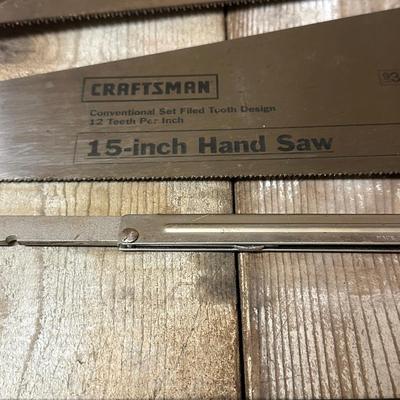 CRAFTSMAN
Conventional Set Filed Tooth Design
12 Teeth Per Inch
15-inch Hand Saw